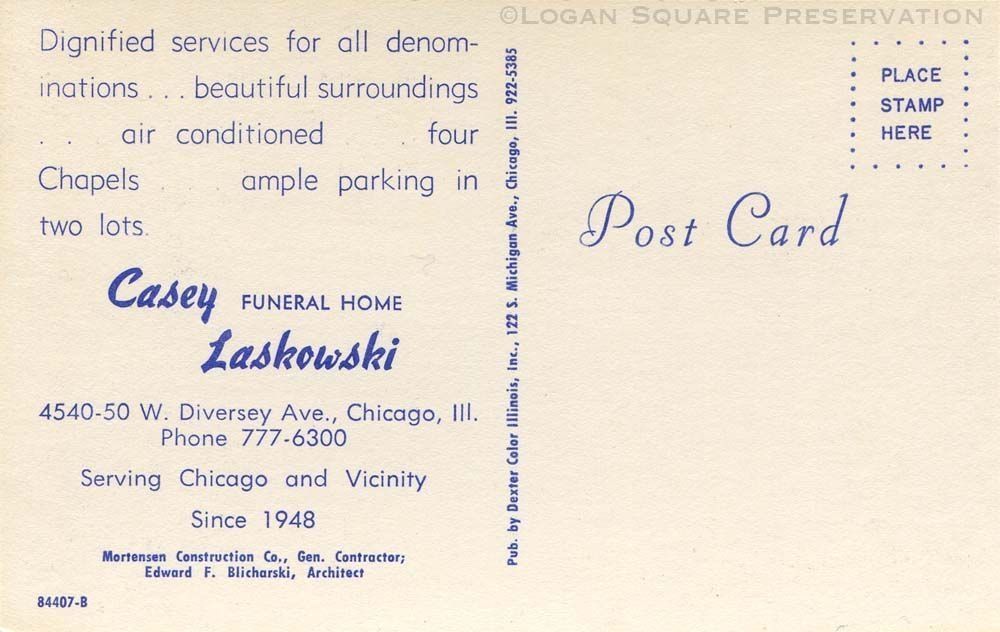 ©Logan Square Preservation
Dignified services for all denom-
inations . . . beautiful surroundings
. . air conditioned . four
Chapels . . ample parking in
two lots.
Casey FUNERAL HOME
Laskowski
4540-50 W. Diversey Ave., Chicago, Ill.
Phone 777-6300
Serving Chicago and Vicinity
Since 1948
Mortensen Construction Co., Gen. Contractor;
Edward F. Blicharski, Architect
84407-B
Pub. by Dexter Color Illinois, Inc., 122 S. Michigan Ave., Chicago, Ill. 922-5385
PLACE
STAMP
HERE
Post Card